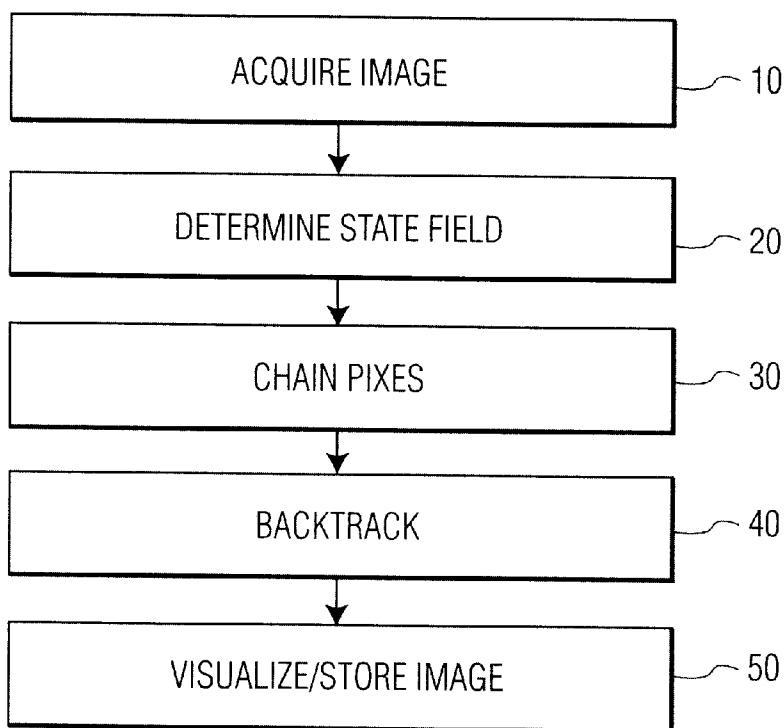 ACQUIRE IMAGE
10
DETERMINE STATE FIELD
20
CHAIN PIXES
30
BACKTRACK
40
VISUALIZE/STORE IMAGE
50